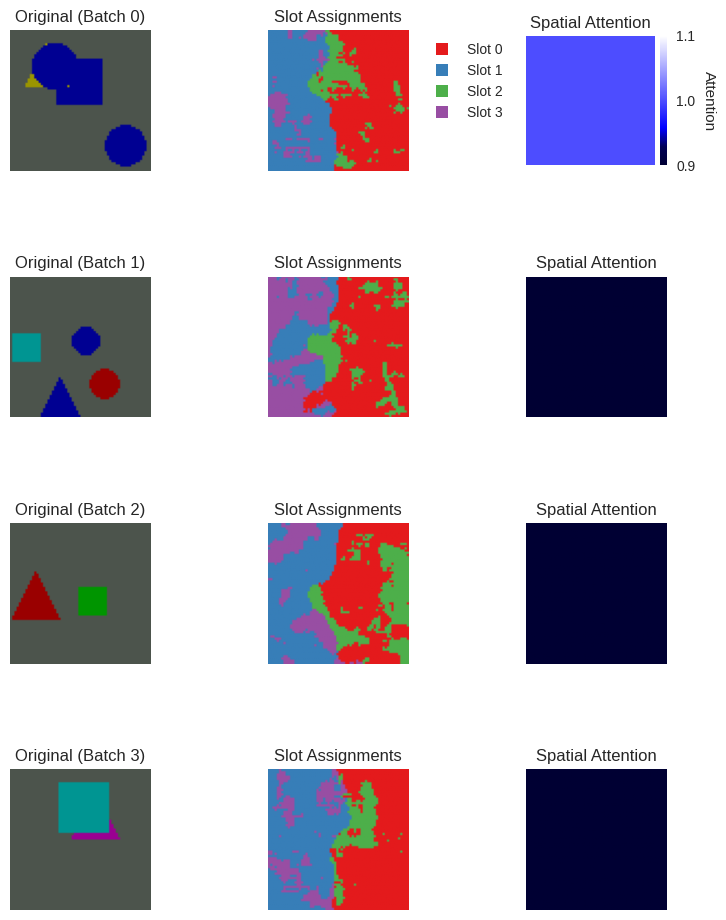 Original (Batch 0)
Slot Assignments
Slot 0
Slot 1
Slot 2
Slot 3
Spatial Attention
1.1
1.0
0.9
Attention
Original (Batch 1)
Slot Assignments
Spatial Attention
Original (Batch 2)
Slot Assignments
Spatial Attention
Original (Batch 3)
Slot Assignments
Spatial Attention